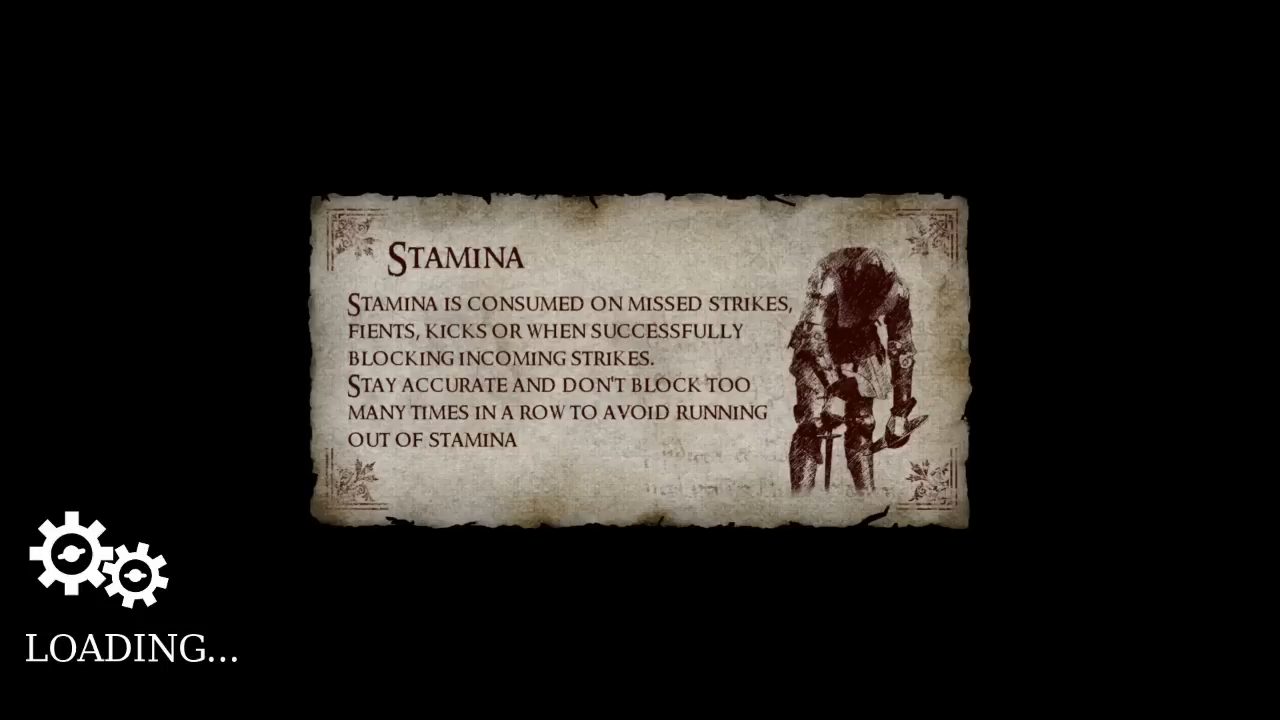 STAMINA
STAMINA IS CONSUMED ON MISSED STRIKES,
FIENTS, KICKS OR WHEN SUCCESSFULLY
BLOCKING INCOMING STRIKES.
STAY ACCURATE AND DON'T BLOCK TOO
MANY TIMES IN A ROW TO AVOID RUNNING
OUT OF STAMINA
LOADING...